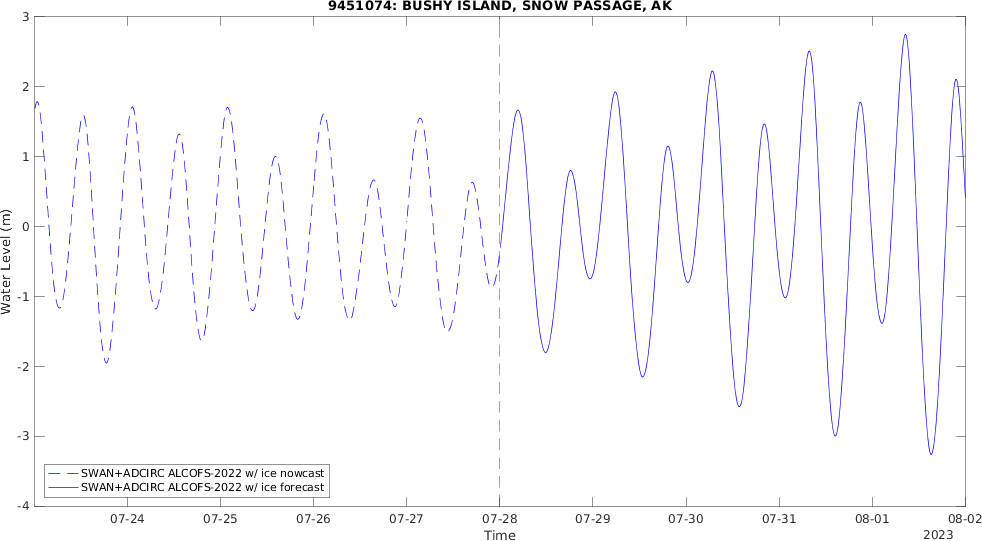 9451074: BUSHY ISLAND, SNOW PASSAGE, AK
3
2
1
0
-1
-2
-3
-4
Water Level (m)
SWAN+ADCIRC ALCOFS-2022 w/ ice nowcast
SWAN+ADCIRC ALCOFS-2022 w/ ice forecast
07-24 07-25 07-26 07-27 07-28 07-29 07-30 07-31 08-01 08-02
Time
2023